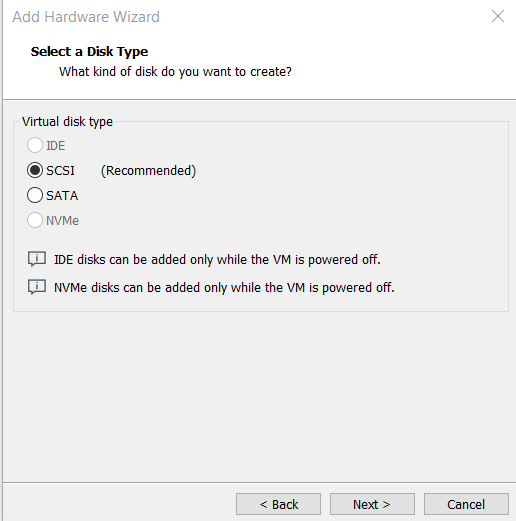 Add Hardware Wizard
Select a Disk Type
What kind of disk do you want to create?
Virtual disk type
IDE
SCSI (Recommended)
SATA
NVMe
IDE disks can be added only while the VM is powered off.
NVMe disks can be added only while the VM is powered off.
< Back Next > Cancel